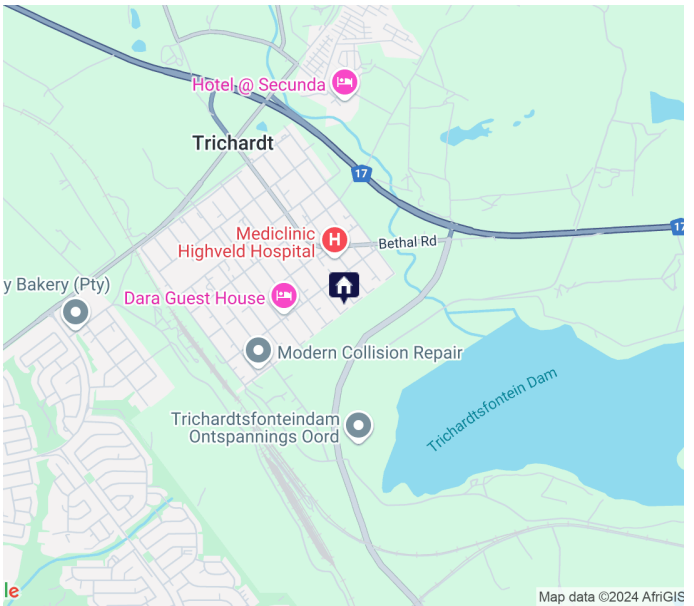 Hotel @ Secunda
Trichardt
17
Mediclinic
Highveld Hospital
H
Bethal Rd
17
y Bakery (Pty)
Dara Guest House
Modern Collision Repair
Trichardtsfontein Dam
Trichardtsfonteindam
Ontspannings Oord
le
Map data ©2024 AfriGIS